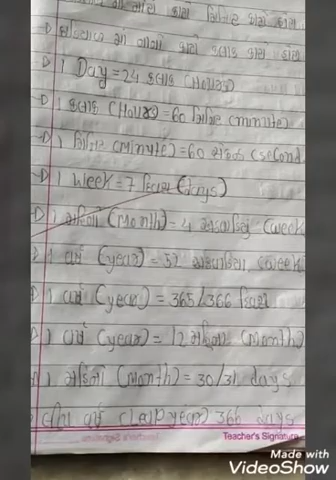 1 Day = 24 કલાક (Hours)
1 કલાક (Hours) = 60 મિનિટ (minute)
1 મિનિટ (Minute) = 60 સેકન્ડ (second
1 Week = 7 દિવસ (days)
1 મહિનો (Month) = 4 અઠવાડિયું (week
1 વર્ષ (year) = 52 અઠવાડિયા (week
1 વર્ષ (year) = 365/366 દિવસ
1 વર્ષ (year) = 12 મહિના (Month)
1 મહિનો (Month) = 30/31 days
વર્ષ (leap year) 366 days
Teacher's Signature
Made with
VideoShow